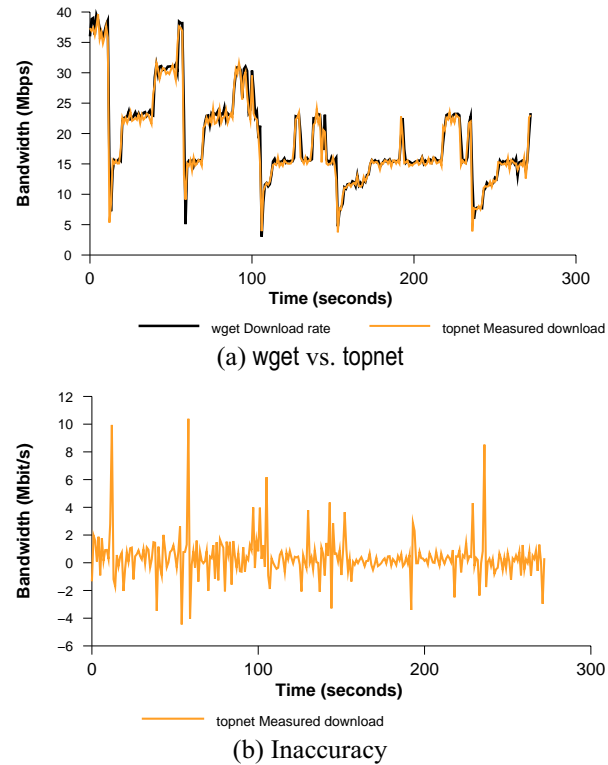 40
35
30
25
20
15
10
5
0
Bandwidth (Mbps)
0 100 200 300
Time (seconds)
wget Download rate topnet Measured download
(a) wget vs. topnet
12
10
8
6
4
2
0
−2
−4
−6
Bandwidth (Mbit/s)
0 100 200 300
Time (seconds)
topnet Measured download
(b) Inaccuracy